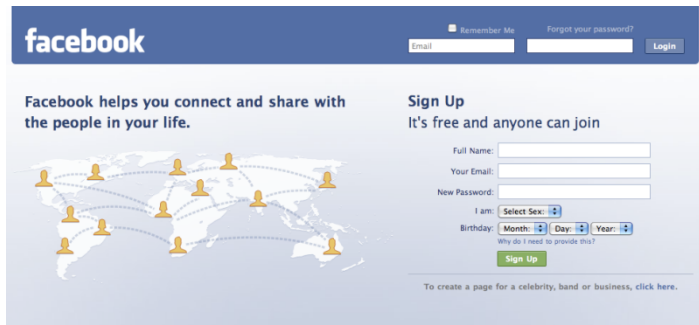 facebook
Remember Me
Forgot your password?
Email
Login
Facebook helps you connect and share with
the people in your life.
Sign Up
It's free and anyone can join
Full Name:
Your Email:
New Password:
I am: Select Sex:
Birthday: Month: Day: Year:
Why do I need to provide this?
Sign Up
To create a page for a celebrity, band or business, click here.